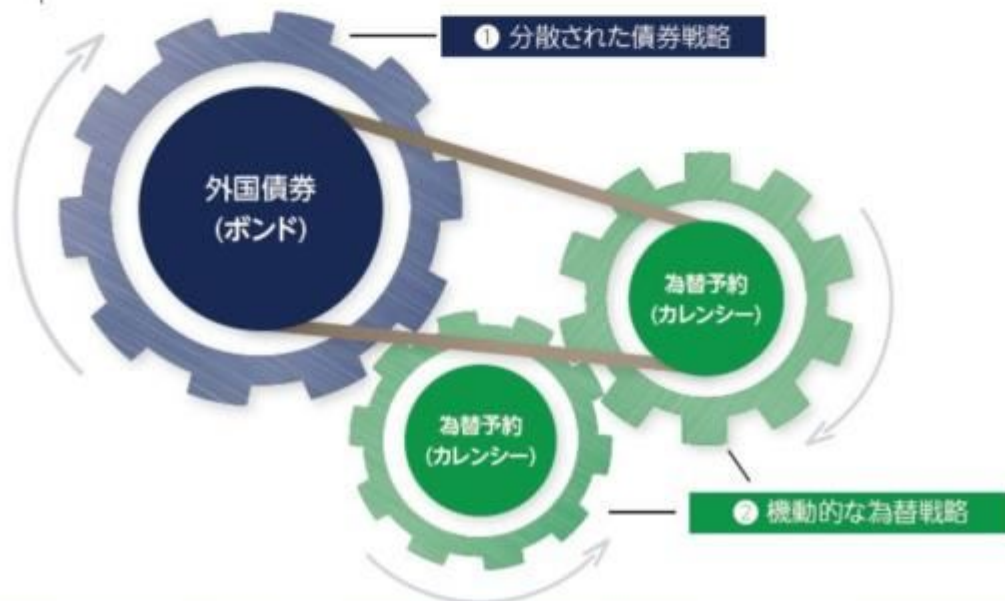 ❶ 分散された債券戦略
外国債券
(ボンド)
為替予約
(カレンシー)
為替予約
(カレンシー)
❷ 機動的な為替戦略